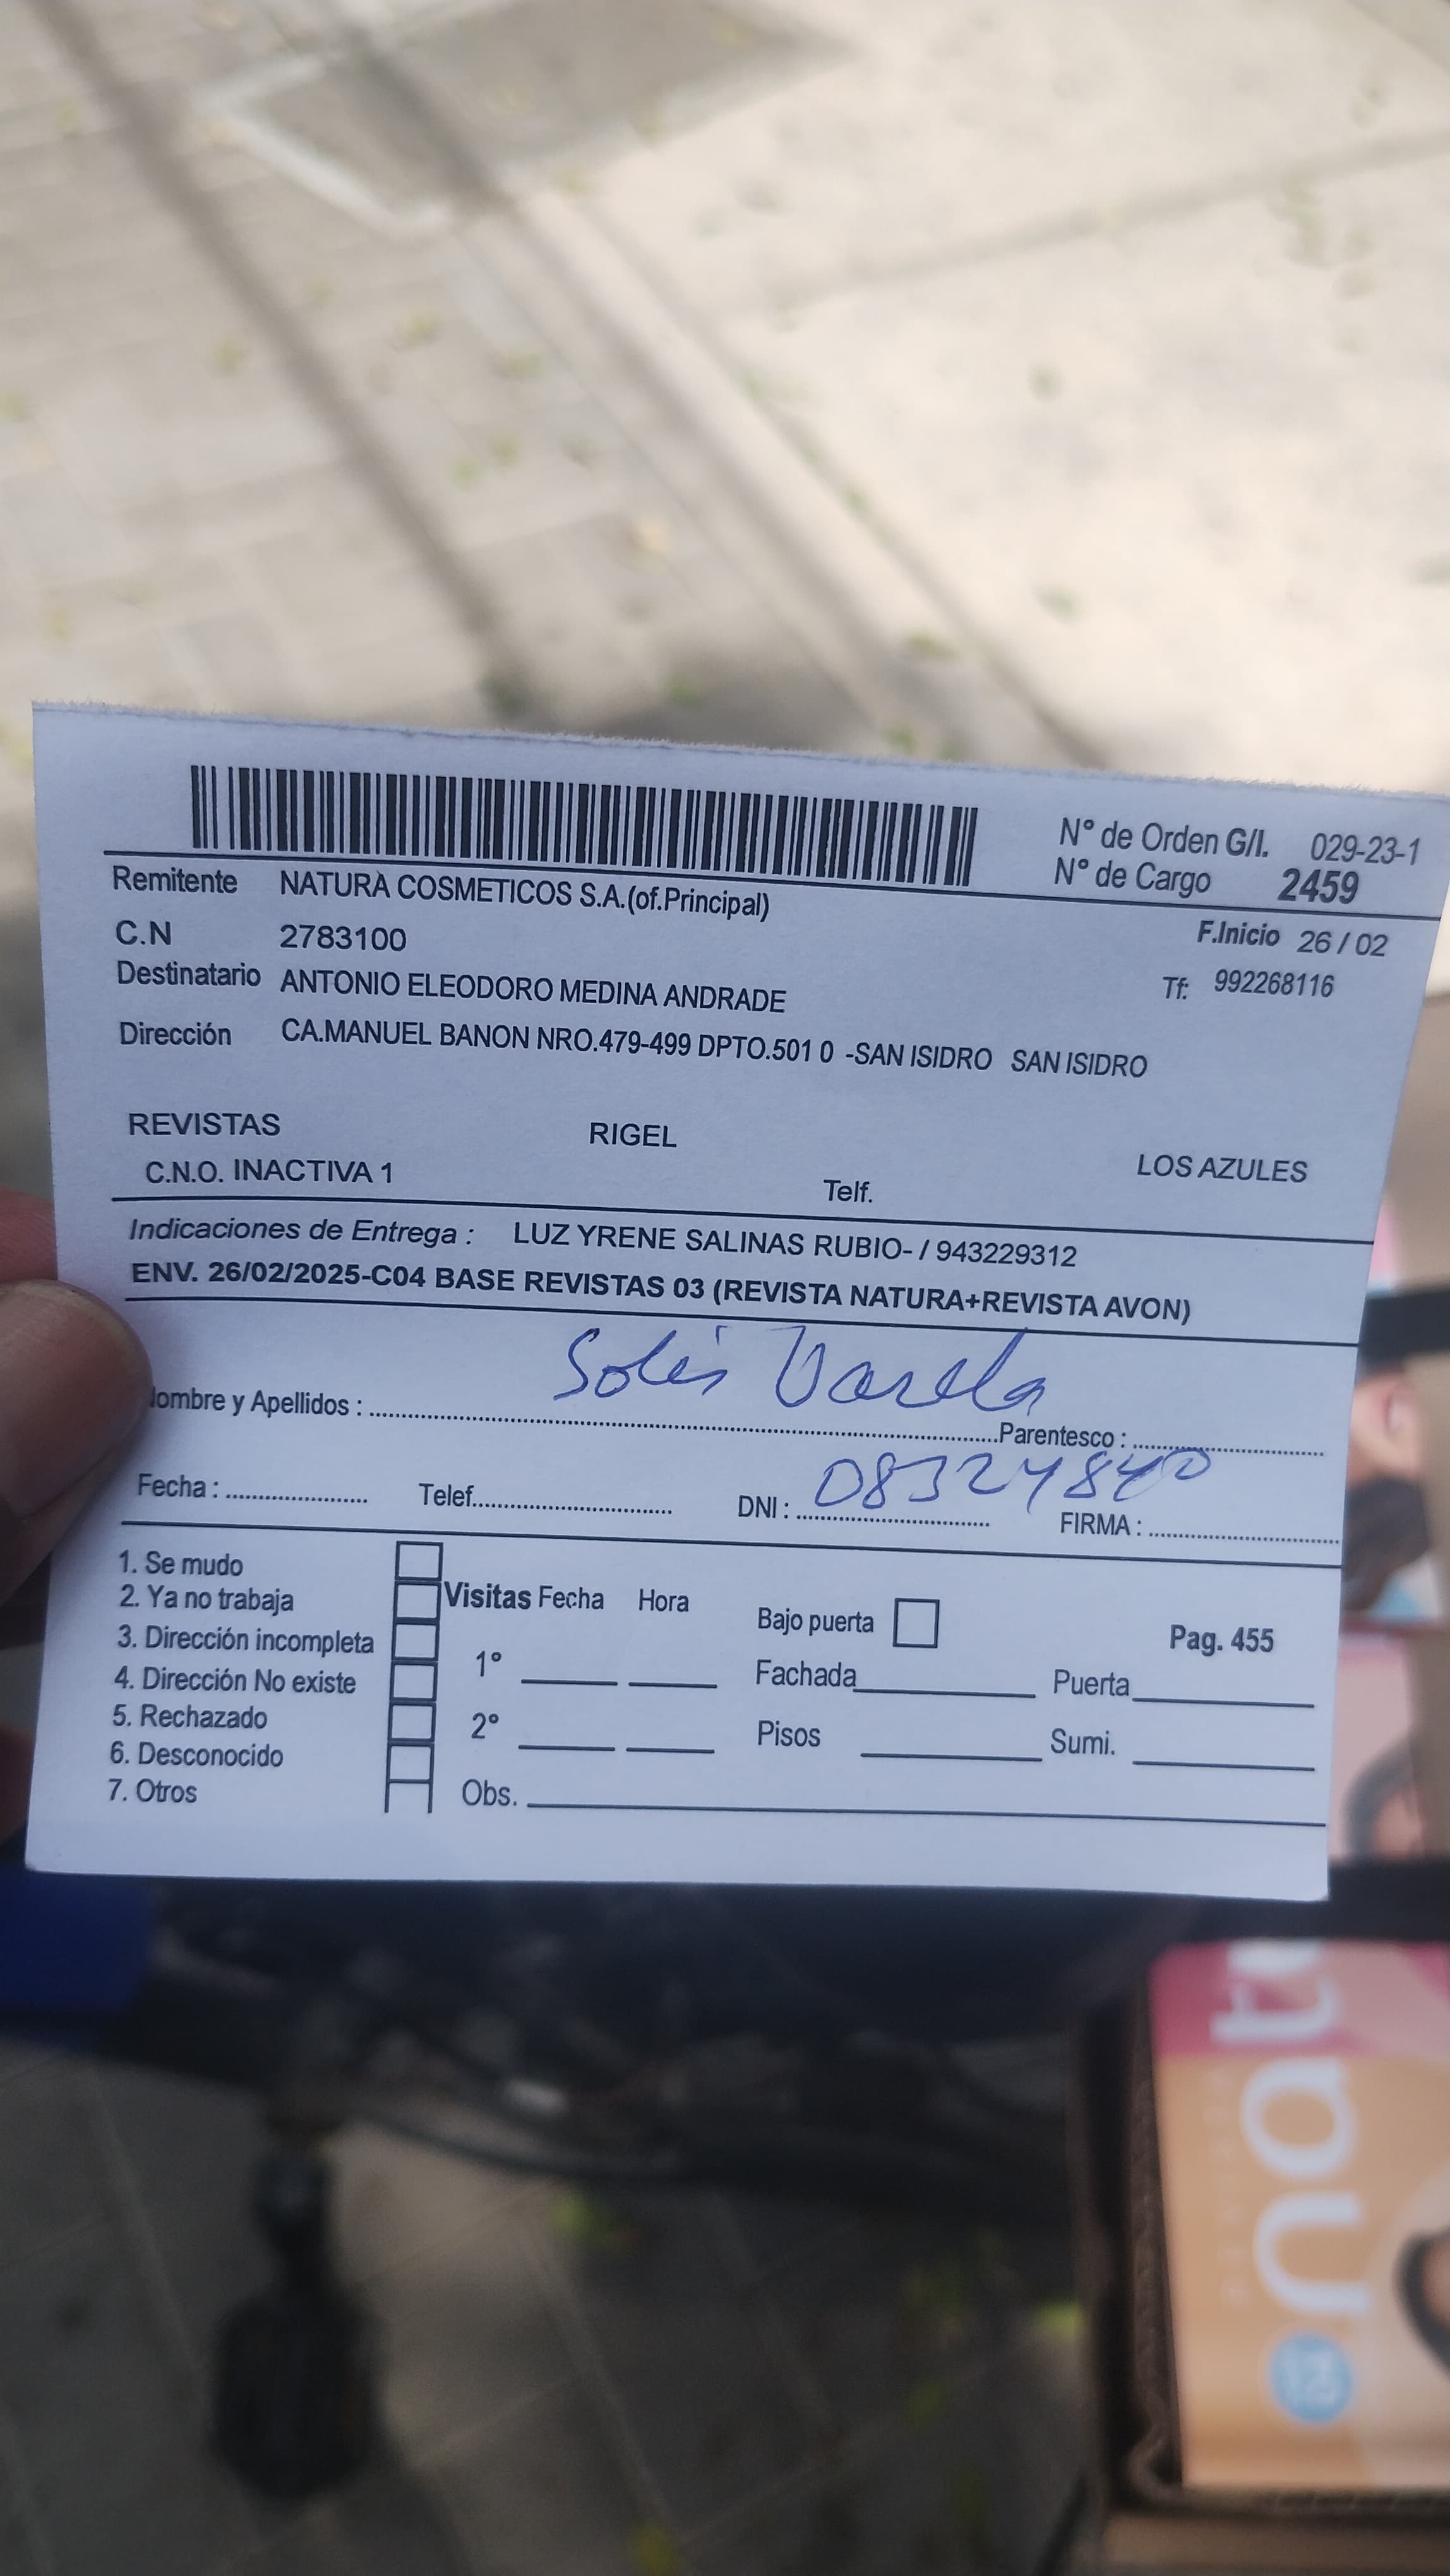 N° de Orden G/I. 029-23-1
N° de Cargo 2459
Remitente NATURA COSMETICOS S.A.(of.Principal)
F.Inicio 26 / 02
C.N 2783100
Tf: 992268116
Destinatario ANTONIO ELEODORO MEDINA ANDRADE
Dirección CA.MANUEL BANON NRO.479-499 DPTO.501 0 -SAN ISIDRO SAN ISIDRO
REVISTAS RIGEL LOS AZULES
C.N.O. INACTIVA 1 Telf.
Indicaciones de Entrega : LUZ YRENE SALINAS RUBIO- / 943229312
ENV. 26/02/2025-C04 BASE REVISTAS 03 (REVISTA NATURA+REVISTA AVON)
Solis Varela
ombre y Apellidos : Parentesco :
Fecha : Telef. DNI : 08324840 FIRMA :
1. Se mudo
2. Ya no trabaja
3. Dirección incompleta
4. Dirección No existe
5. Rechazado
6. Desconocido
7. Otros
Visitas Fecha Hora
1°
2°
Obs.
Bajo puerta Pag. 455
Fachada Puerta
Pisos Sumi.